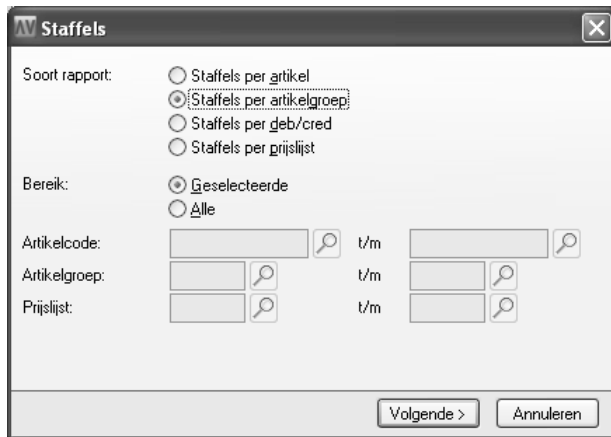 Staffels
Soort rapport: Staffels per artikel
Staffels per artikelgroep
Staffels per deb/cred
Staffels per prijslijst
Bereik: Geselecteerde
Alle
Artikelcode: t/m
Artikelgroep: t/m
Prijslijst: t/m
Volgende > Annuleren